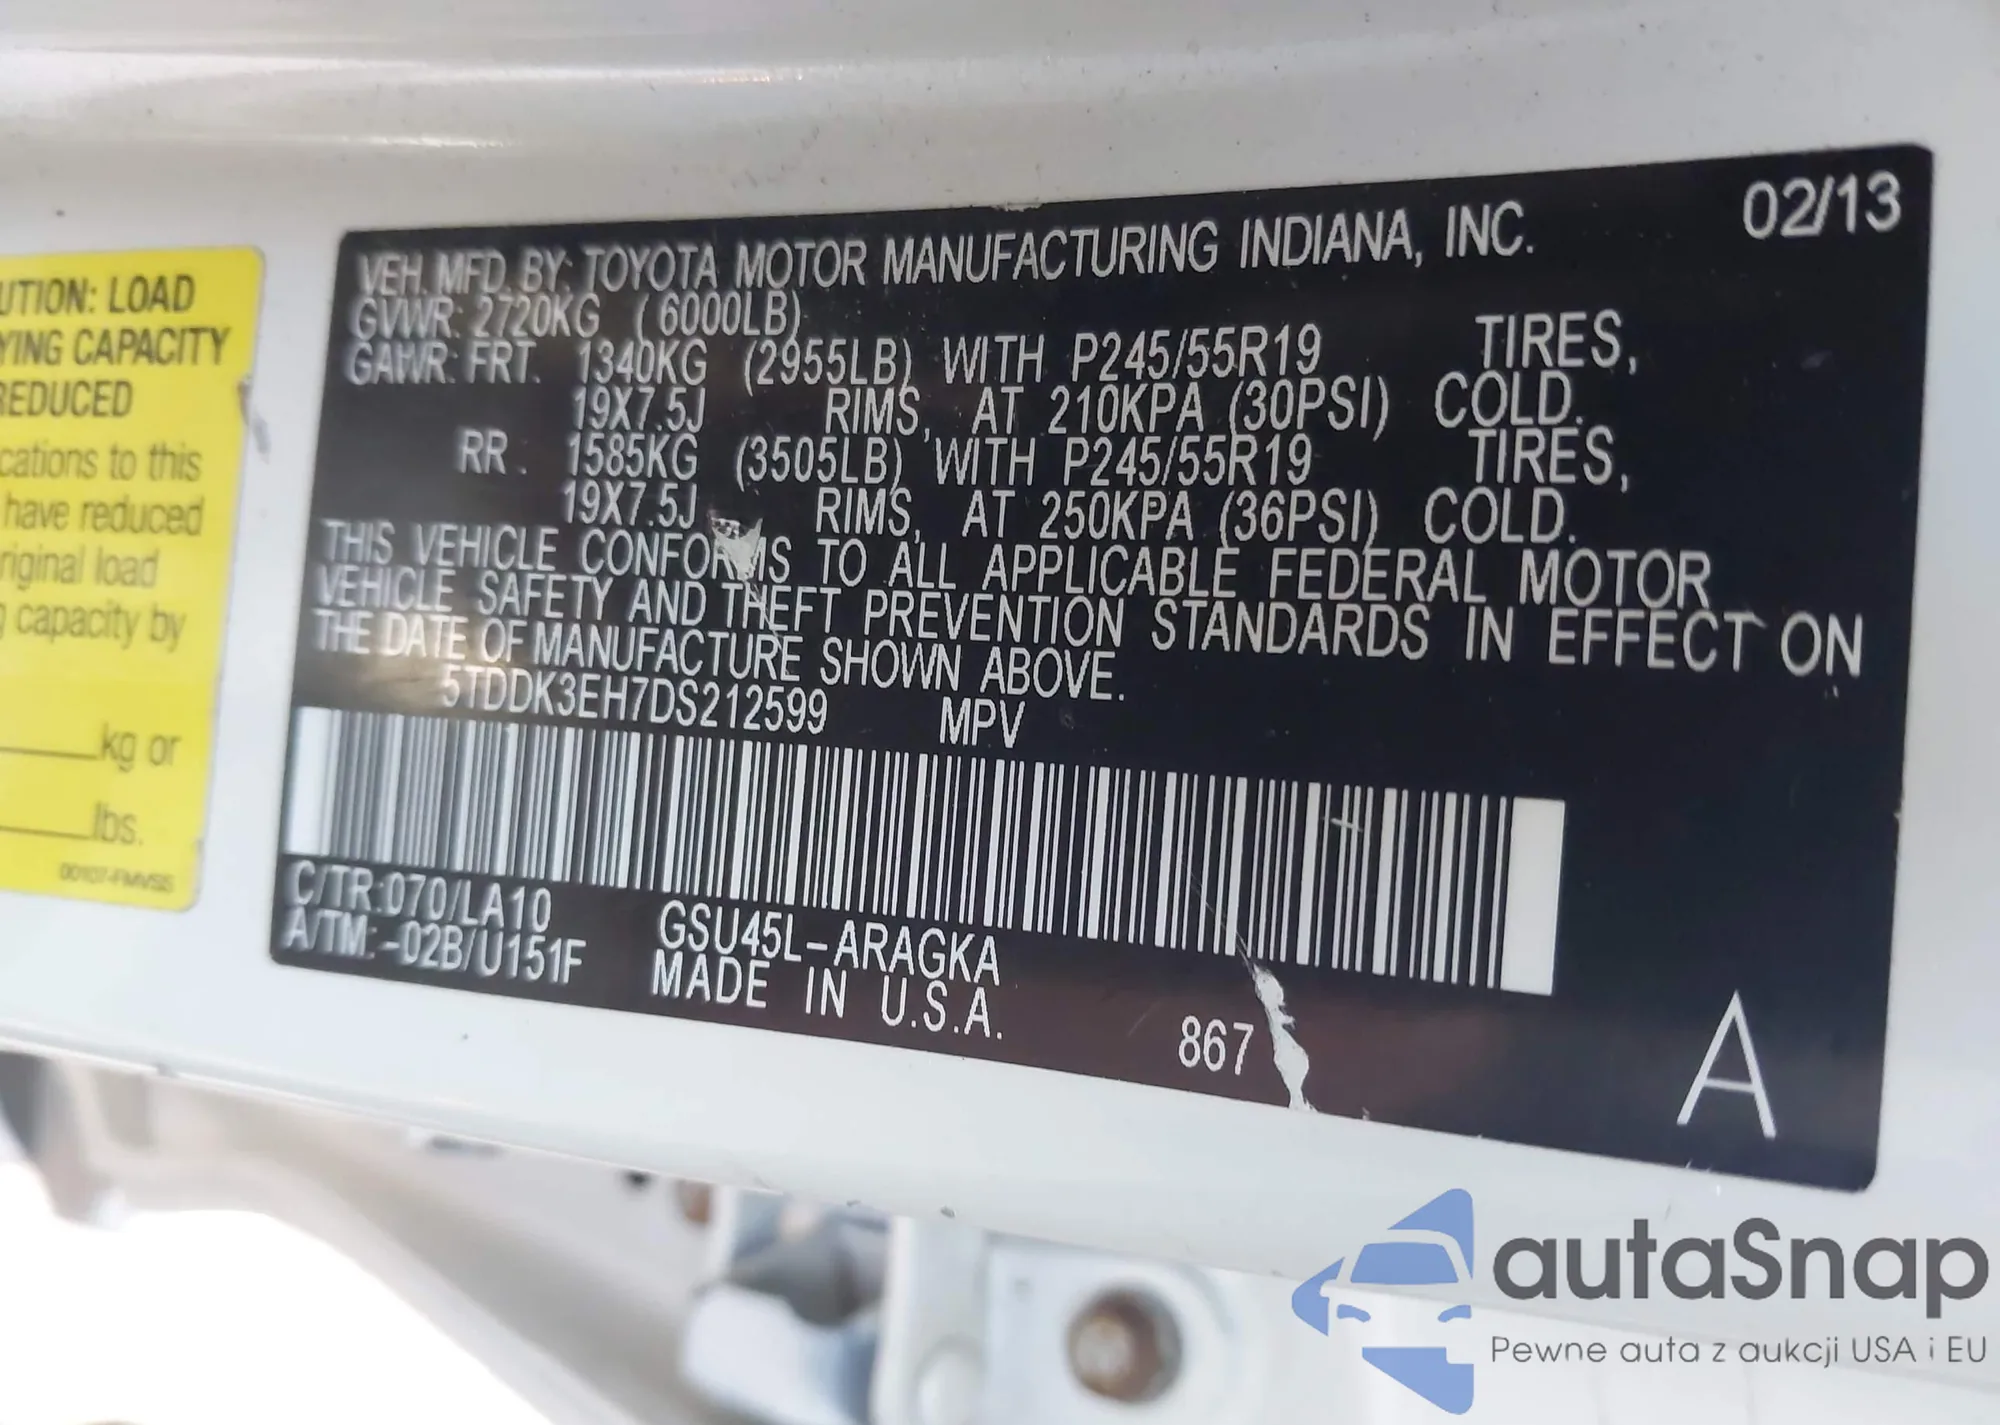 02/13
VEH. MFD. BY: TOYOTA MOTOR MANUFACTURING INDIANA, INC.
GVWR: 2720KG ( 6000LB)
GAWR: FRT. 1340KG (2955LB) WITH P245/55R19 TIRES,
19X7.5J RIMS, AT 210KPA (30PSI) COLD.
RR . 1585KG (3505LB) WITH P245/55R19 TIRES,
19X7.5J RIMS, AT 250KPA (36PSI) COLD.
THIS VEHICLE CONFORMS TO ALL APPLICABLE FEDERAL MOTOR
VEHICLE SAFETY AND THEFT PREVENTION STANDARDS IN EFFECT ON
THE DATE OF MANUFACTURE SHOWN ABOVE.
5TDDK3EH7DS212599 MPV
C/TR:070/LA10 GSU45L-ARAGKA
A/TM:-02B/U151F MADE IN U.S.A.
867
A
UTION: LOAD
YING CAPACITY
REDUCED
cations to this
have reduced
riginal load
g capacity by
kg or
lbs.
00107-FMVSS
autaSnap
Pewne auta z aukcji USA i EU